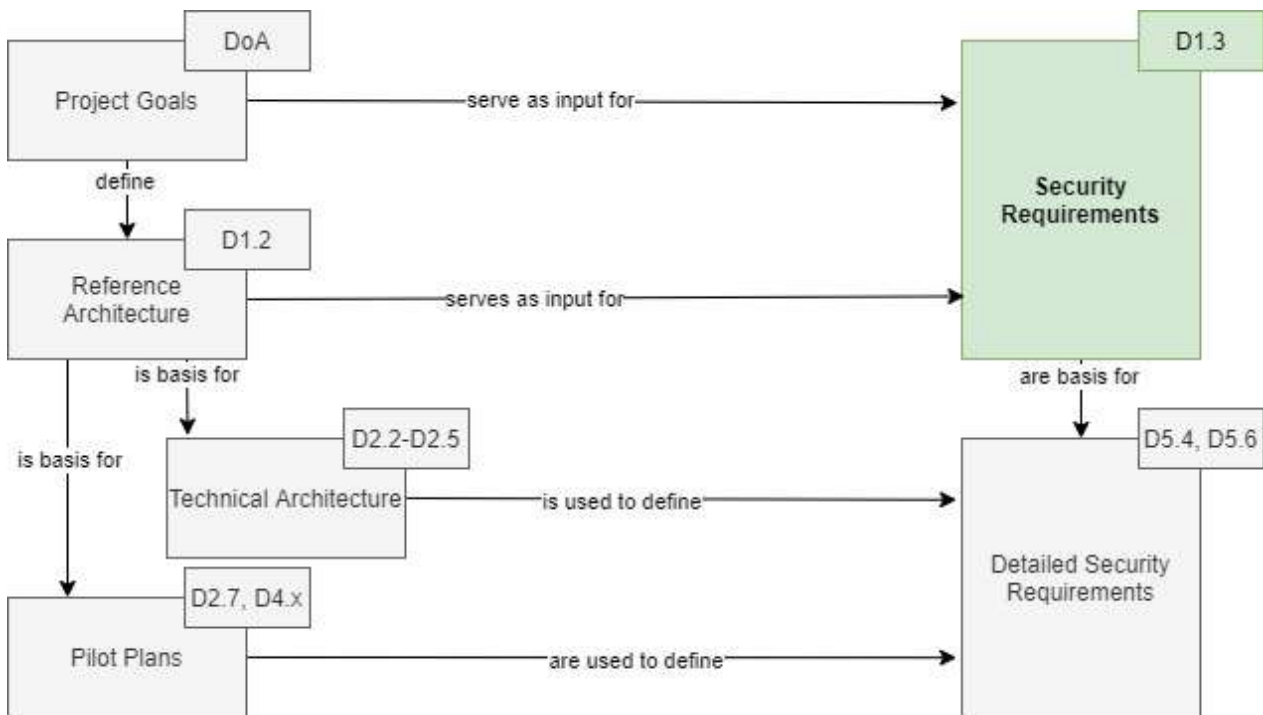 DoA
D1.3
Project Goals
serve as input for
define
Security
Requirements
D1.2
Reference
Architecture
serves as input for
is basis for
are basis for
D2.2-D2.5
D5.4, D5.6
is basis for
Technical Architecture
is used to define
Detailed Security
Requirements
D2.7, D4.x
Pilot Plans
are used to define